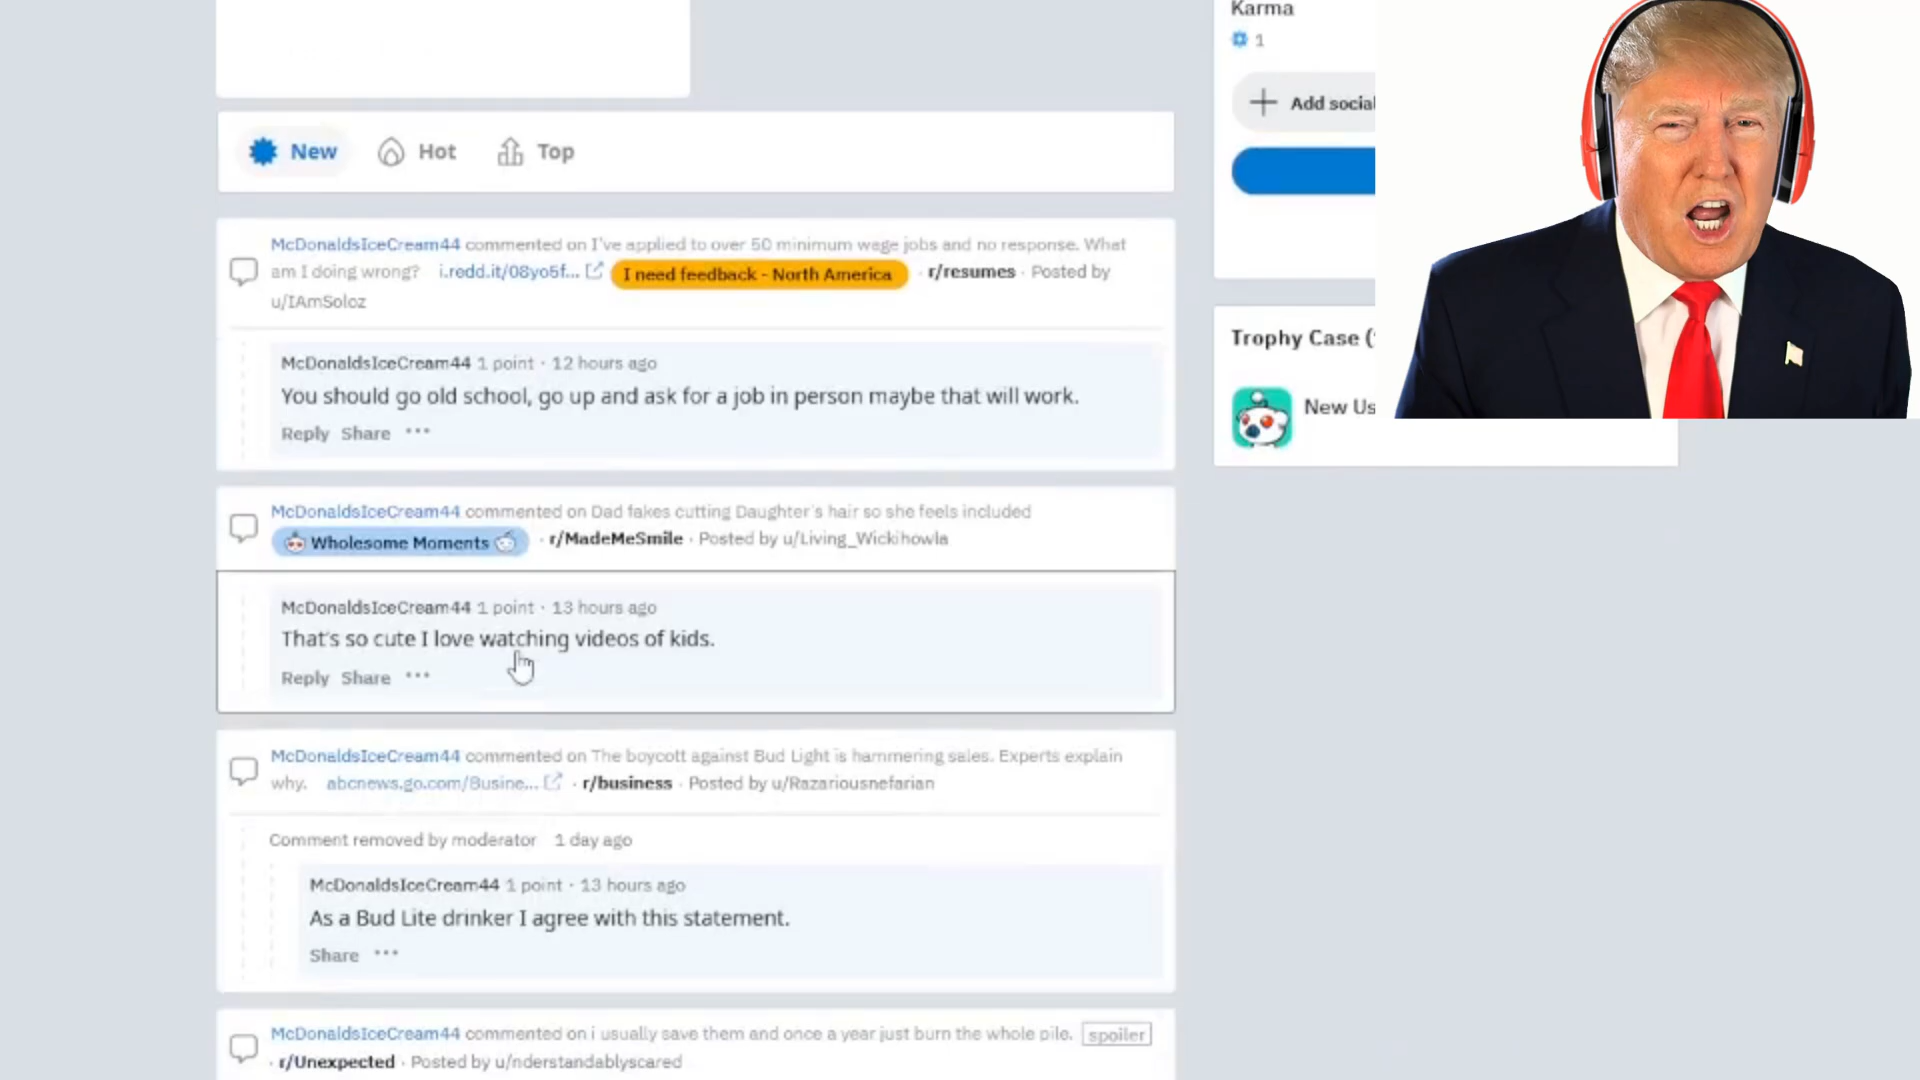 Karma
1
Add social
New Hot Top
McDonaldsIceCream44 commented on I've applied to over 50 minimum wage jobs and no response. What
am I doing wrong? i.redd.it/08yo5f... I need feedback - North America · r/resumes · Posted by
u/IAmSoloz
McDonaldsIceCream44 1 point · 12 hours ago
You should go old school, go up and ask for a job in person maybe that will work.
Reply Share ···
Trophy Case (
New Us
McDonaldsIceCream44 commented on Dad fakes cutting Daughter's hair so she feels included
Wholesome Moments · r/MadeMeSmile · Posted by u/Living_Wickihowla
McDonaldsIceCream44 1 point · 13 hours ago
That's so cute I love watching videos of kids.
Reply Share ···
McDonaldsIceCream44 commented on The boycott against Bud Light is hammering sales. Experts explain
why. abcnews.go.com/Busine... · r/business · Posted by u/Razariousnefarian
Comment removed by moderator 1 day ago
McDonaldsIceCream44 1 point · 13 hours ago
As a Bud Lite drinker I agree with this statement.
Share ···
McDonaldsIceCream44 commented on i usually save them and once a year just burn the whole pile. spoiler
· r/Unexpected · Posted by u/nderstandablyscared